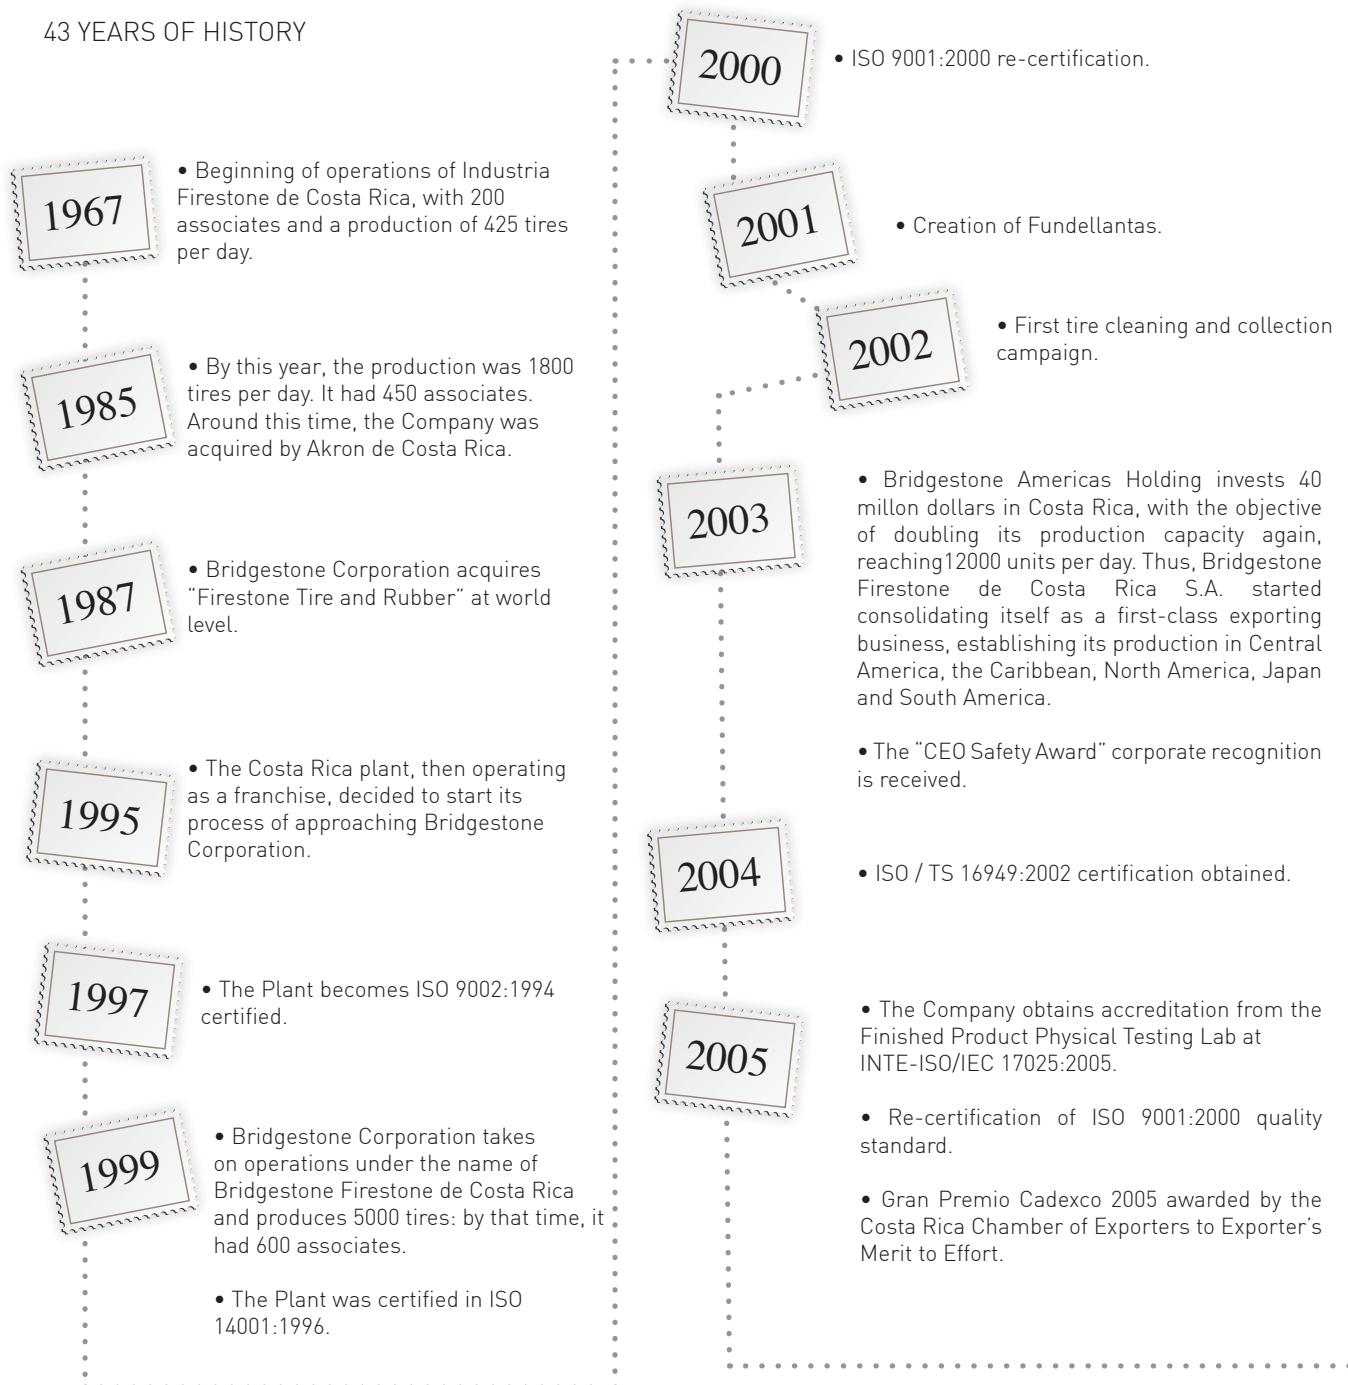 43 YEARS OF HISTORY
1967
• Beginning of operations of Industria
Firestone de Costa Rica, with 200
associates and a production of 425 tires
per day.
1985
• By this year, the production was 1800
tires per day. It had 450 associates.
Around this time, the Company was
acquired by Akron de Costa Rica.
1987
• Bridgestone Corporation acquires
“Firestone Tire and Rubber” at world
level.
1995
• The Costa Rica plant, then operating
as a franchise, decided to start its
process of approaching Bridgestone
Corporation.
1997
• The Plant becomes ISO 9002:1994
certified.
1999
• Bridgestone Corporation takes
on operations under the name of
Bridgestone Firestone de Costa Rica
and produces 5000 tires: by that time, it
had 600 associates.
• The Plant was certified in ISO
14001:1996.
2000
• ISO 9001:2000 re-certification.
2001
• Creation of Fundellantas.
2002
• First tire cleaning and collection
campaign.
2003
• Bridgestone Americas Holding invests 40
millon dollars in Costa Rica, with the objective
of doubling its production capacity again,
reaching12000 units per day. Thus, Bridgestone
Firestone de Costa Rica S.A. started
consolidating itself as a first-class exporting
business, establishing its production in Central
America, the Caribbean, North America, Japan
and South America.
• The “CEO Safety Award” corporate recognition
is received.
2004
• ISO / TS 16949:2002 certification obtained.
2005
• The Company obtains accreditation from the
Finished Product Physical Testing Lab at
INTE-ISO/IEC 17025:2005.
• Re-certification of ISO 9001:2000 quality
standard.
• Gran Premio Cadexco 2005 awarded by the
Costa Rica Chamber of Exporters to Exporter’s
Merit to Effort.